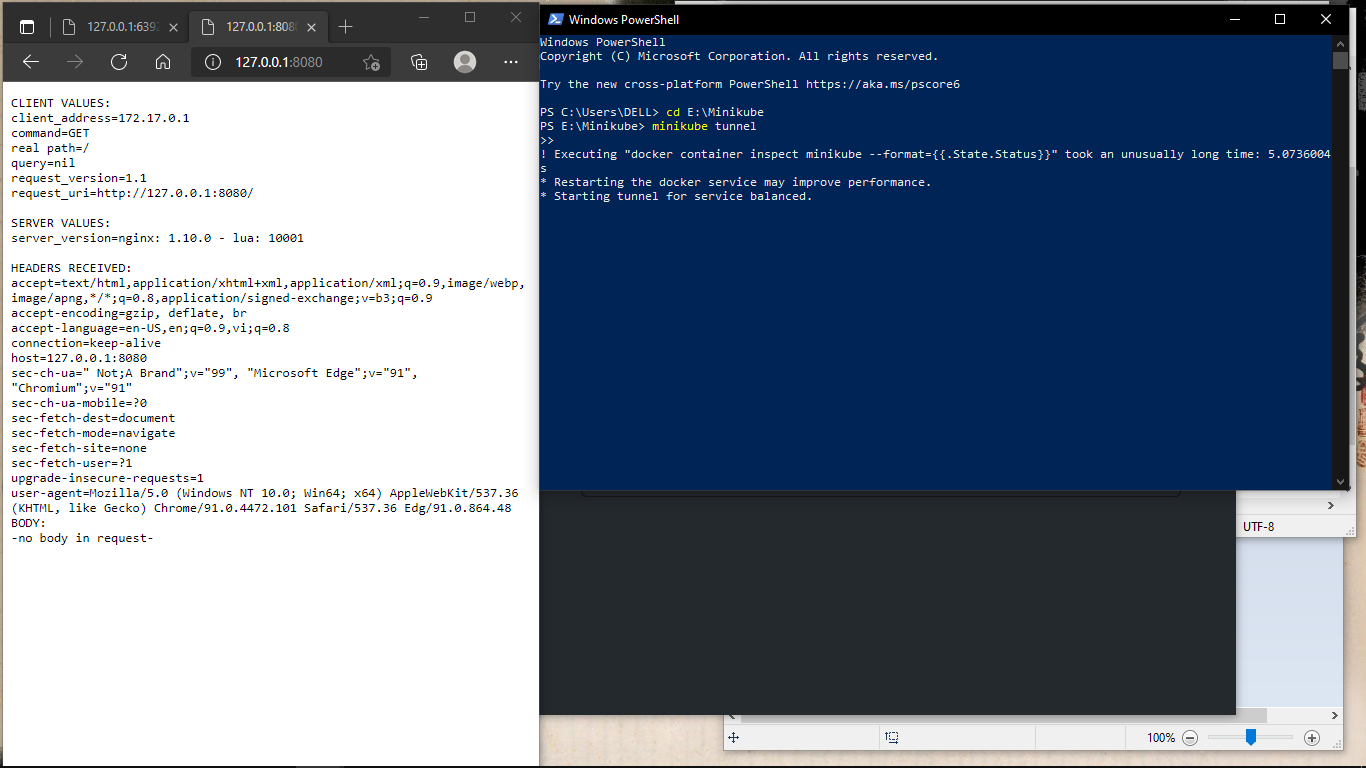 127.0.0.1:639
127.0.0.1:808
127.0.0.1:8080
CLIENT VALUES:
client_address=172.17.0.1
command=GET
real path=/
query=nil
request_version=1.1
request_uri=http://127.0.0.1:8080/
SERVER VALUES:
server_version=nginx: 1.10.0 - lua: 10001
HEADERS RECEIVED:
accept=text/html,application/xhtml+xml,application/xml;q=0.9,image/webp,
image/apng,*/*;q=0.8,application/signed-exchange;v=b3;q=0.9
accept-encoding=gzip, deflate, br
accept-language=en-US,en;q=0.9,vi;q=0.8
connection=keep-alive
host=127.0.0.1:8080
sec-ch-ua=" Not;A Brand";v="99", "Microsoft Edge";v="91",
"Chromium";v="91"
sec-ch-ua-mobile=?0
sec-fetch-dest=document
sec-fetch-mode=navigate
sec-fetch-site=none
sec-fetch-user=?1
upgrade-insecure-requests=1
user-agent=Mozilla/5.0 (Windows NT 10.0; Win64; x64) AppleWebKit/537.36
(KHTML, like Gecko) Chrome/91.0.4472.101 Safari/537.36 Edg/91.0.864.48
BODY:
-no body in request-
Windows PowerShell
Windows PowerShell
Copyright (C) Microsoft Corporation. All rights reserved.
Try the new cross-platform PowerShell https://aka.ms/pscore6
PS C:\Users\DELL> cd E:\Minikube
PS E:\Minikube> minikube tunnel
>>
! Executing "docker container inspect minikube --format={{.State.Status}}" took an unusually long time: 5.0736004
s
* Restarting the docker service may improve performance.
* Starting tunnel for service balanced.
UTF-8
100%